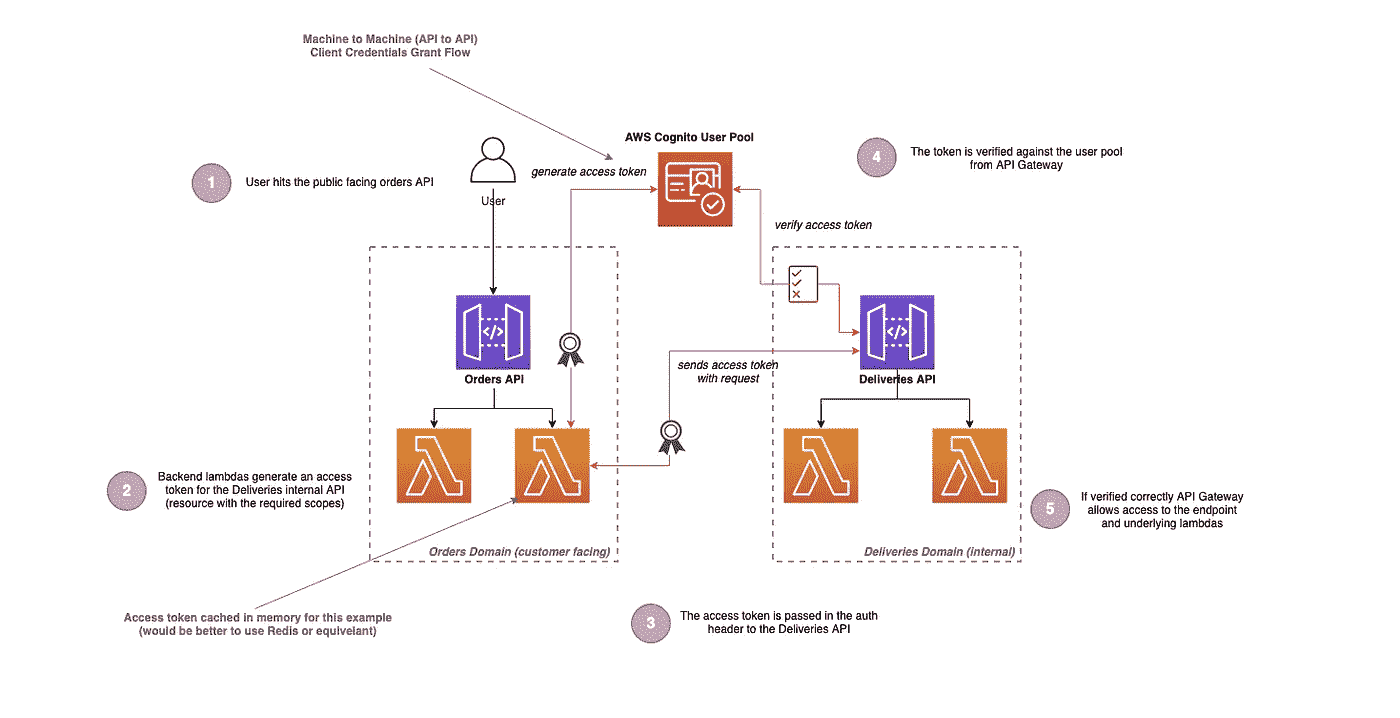 Machine to Machine (API to API)
Client Credentials Grant Flow
AWS Cognito User Pool
4
The token is verified against the user pool
from API Gateway
1
User hits the public facing orders API
generate access token
User
verify access token
</>
</>
Orders API
sends access token
with request
Deliveries API
2
Backend lambdas generate an access
token for the Deliveries internal API
(resource with the required scopes)
5
If verified correctly API Gateway
allows access to the endpoint
and underlying lambdas
Orders Domain (customer facing)
Deliveries Domain (internal)
Access token cached in memory for this example
(would be better to use Redis or equivelant)
3
The access token is passed in the auth
header to the Deliveries API